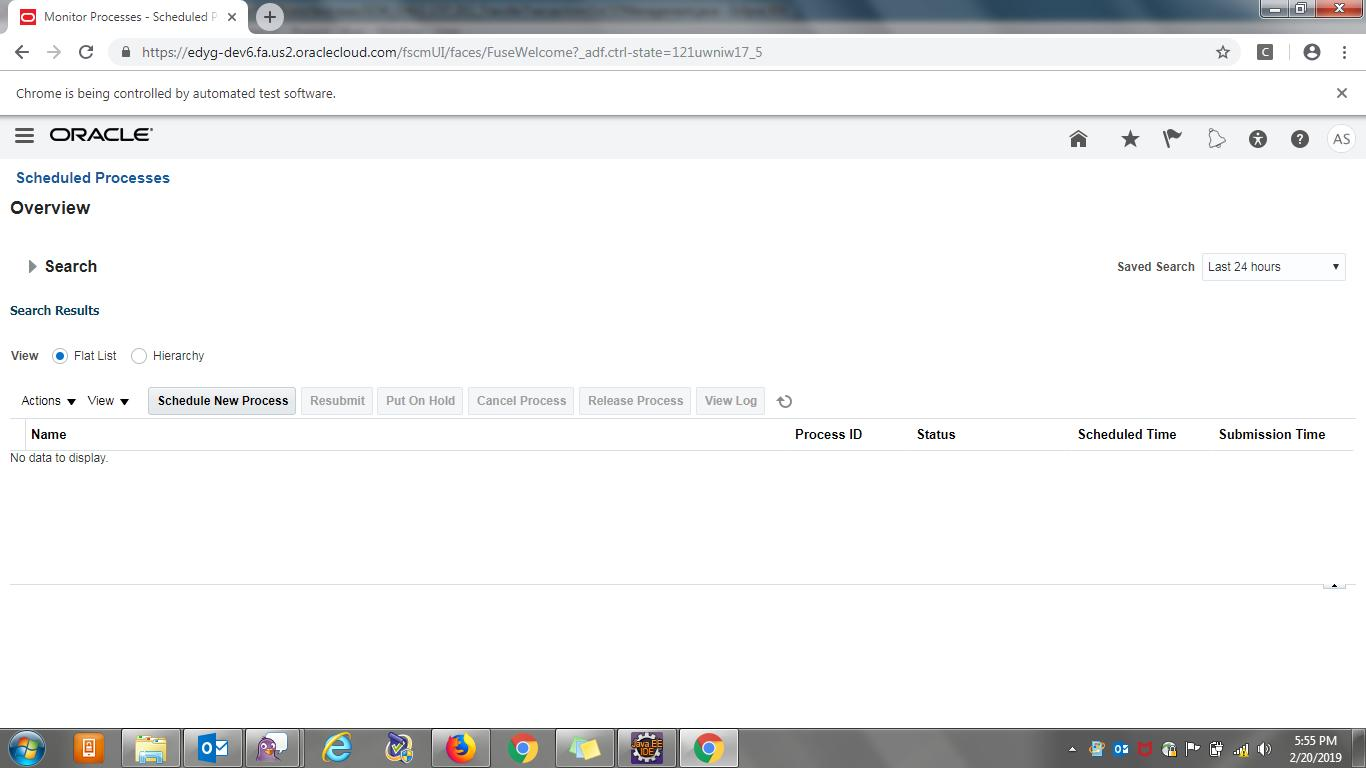 Monitor Processes - Scheduled P
https://edyg-dev6.fa.us2.oraclecloud.com/fscmUI/faces/FuseWelcome?_adf.ctrl-state=121uwniw17_5
C
Chrome is being controlled by automated test software.
ORACLE
AS
Scheduled Processes
Overview
Search
Saved Search Last 24 hours
Search Results
View Flat List Hierarchy
Actions View Schedule New Process Resubmit Put On Hold Cancel Process Release Process View Log
Name Process ID Status Scheduled Time Submission Time
No data to display.
Java EE
IDE
5:55 PM
2/20/2019